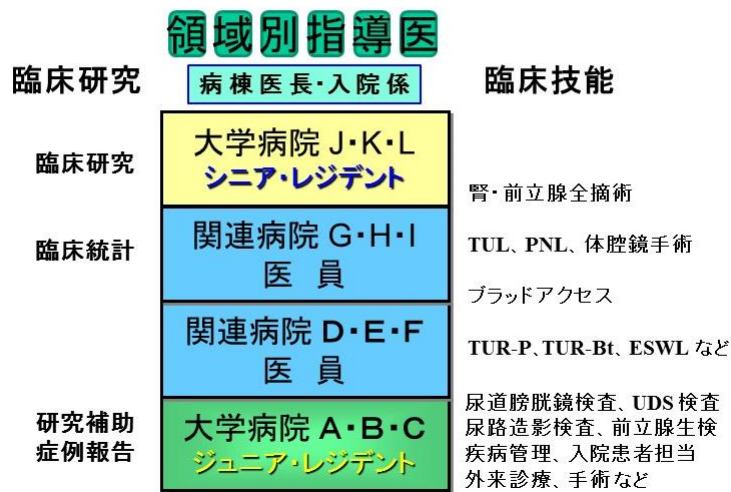 領域別指導医
臨床研究
病棟医長・入院係
臨床技能
臨床研究
大学病院 J・K・L
シニア・レジデント
腎・前立腺全摘術
臨床統計
関連病院 G・H・I
医 員
TUL、PNL、体腔鏡手術
ブラッドアクセス
関連病院 D・E・F
医 員
TUR-P、TUR-Bt、ESWL など
研究補助
症例報告
大学病院 A・B・C
ジュニア・レジデント
尿道膀胱鏡検査、UDS 検査
尿路造影検査、前立腺生検
疾病管理、入院患者担当
外来診療、手術など